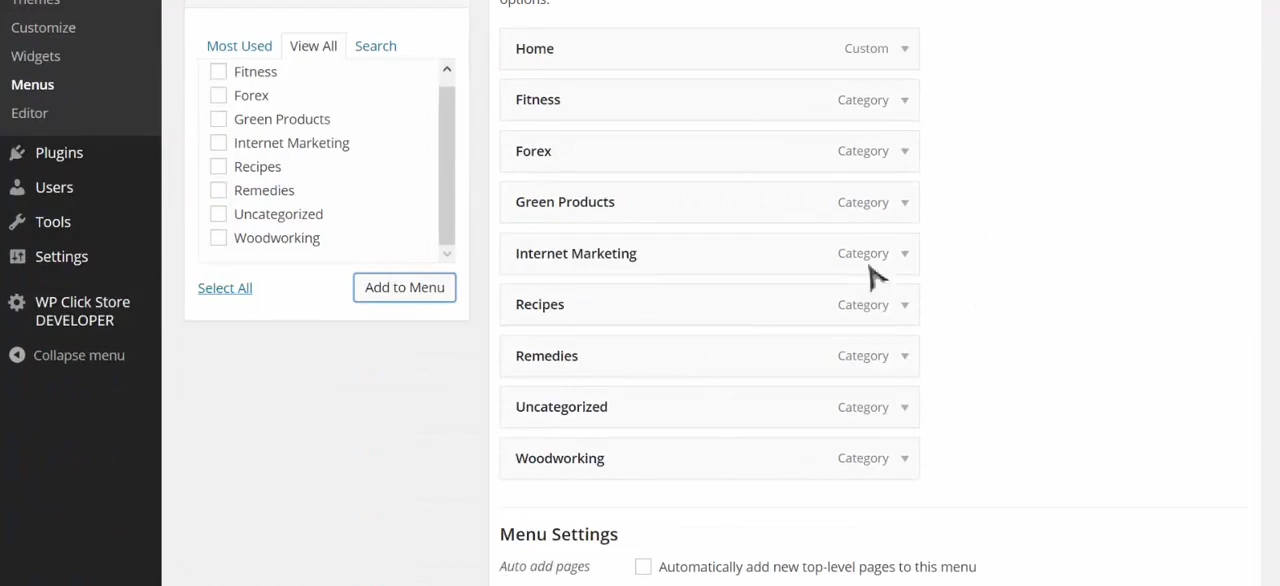 Themes
Customize
Widgets
Menus
Editor
Plugins
Users
Tools
Settings
WP Click Store
DEVELOPER
Collapse menu
Most Used
View All
Search
Fitness
Forex
Green Products
Internet Marketing
Recipes
Remedies
Uncategorized
Woodworking
Select All
Add to Menu
options.
Home Custom
Fitness Category
Forex Category
Green Products Category
Internet Marketing Category
Recipes Category
Remedies Category
Uncategorized Category
Woodworking Category
Menu Settings
Auto add pages Automatically add new top-level pages to this menu